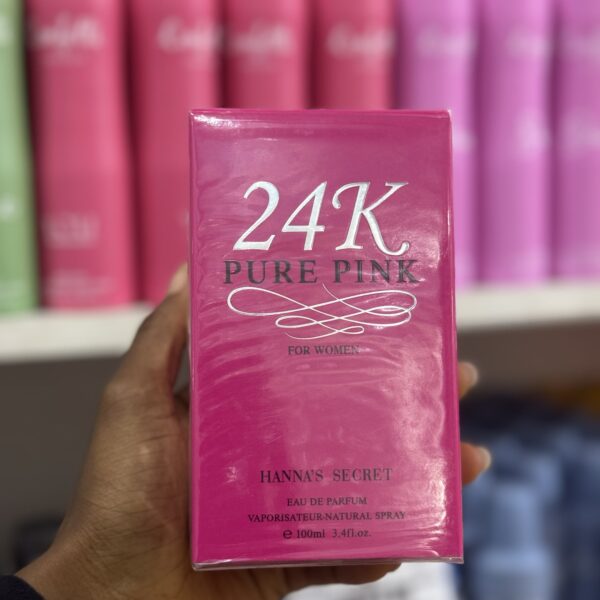 24K
PURE PINK
FOR WOMEN
HANNA'S SECRET
EAU DE PARFUM
VAPORISATEUR-NATURAL SPRAY
℮ 100ml 3.4fl.oz.